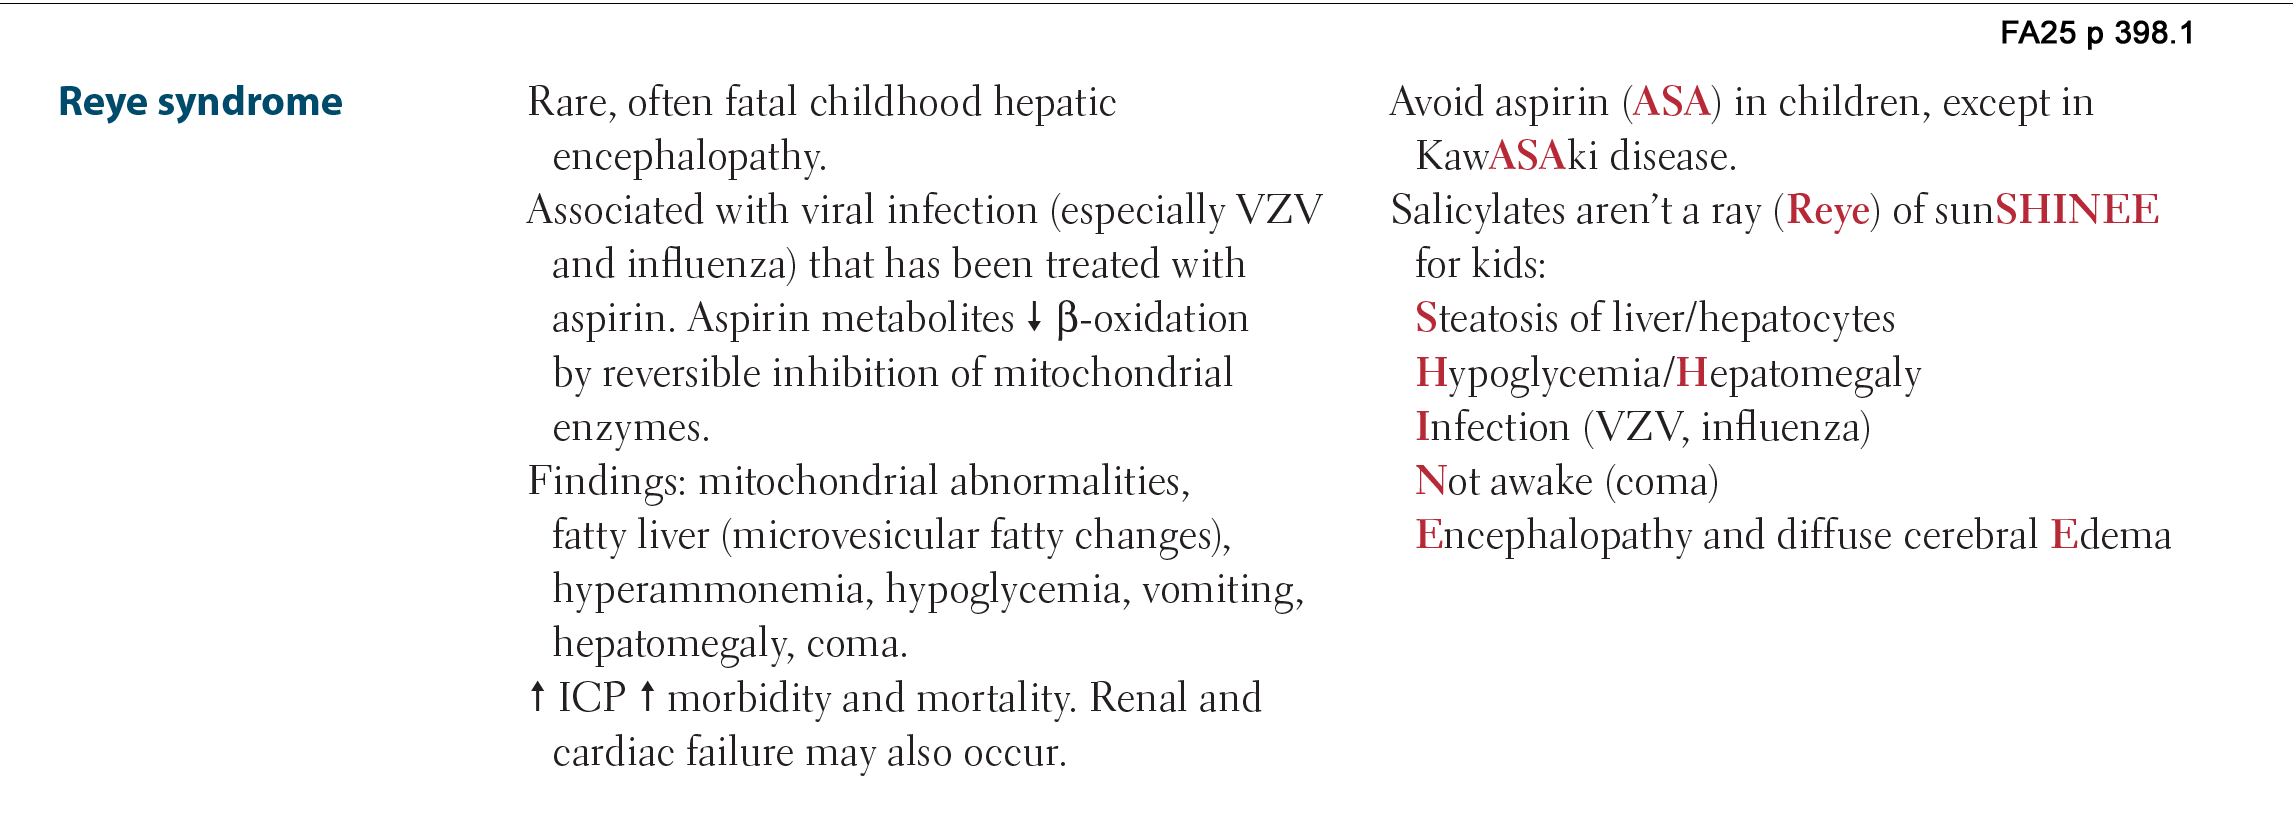 FA25 p 398.1
Reye syndrome
Rare, often fatal childhood hepatic
encephalopathy.
Associated with viral infection (especially VZV
and influenza) that has been treated with
aspirin. Aspirin metabolites ↓ β-oxidation
by reversible inhibition of mitochondrial
enzymes.
Findings: mitochondrial abnormalities,
fatty liver (microvesicular fatty changes),
hyperammonemia, hypoglycemia, vomiting,
hepatomegaly, coma.
↑ ICP ↑ morbidity and mortality. Renal and
cardiac failure may also occur.
Avoid aspirin (ASA) in children, except in
KawASAki disease.
Salicylates aren't a ray (Reye) of sunSHINEE
for kids:
Steatosis of liver/hepatocytes
Hypoglycemia/Hepatomegaly
Infection (VZV, influenza)
Not awake (coma)
Encephalopathy and diffuse cerebral Edema